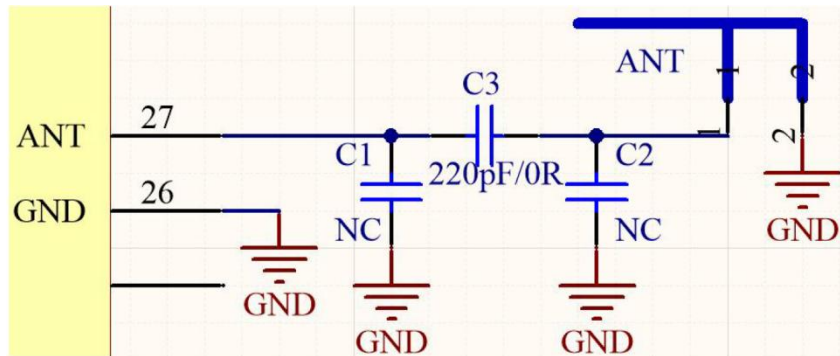 ANT
1
2
C3
ANT
27
1
2
C1
220pF/0R
C2
GND
26
NC
NC
GND
GND
GND
GND